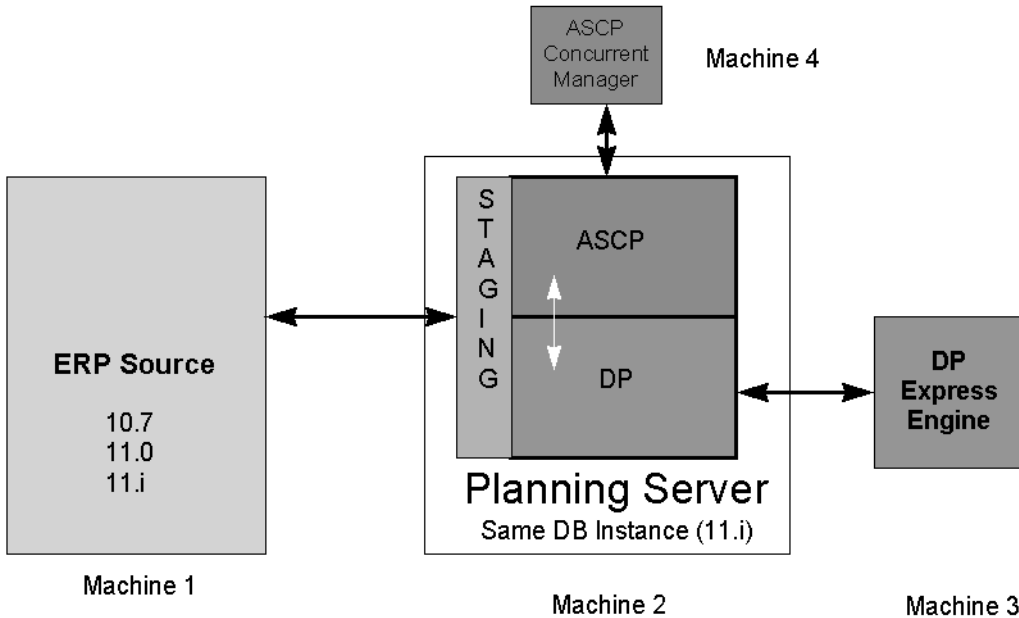 ASCP
Concurrent
Manager
Machine 4
STAGING
ASCP
ERP Source
10.7
11.0
11.i
DP
DP
Express
Engine
Planning Server
Same DB Instance (11.i)
Machine 1
Machine 2
Machine 3